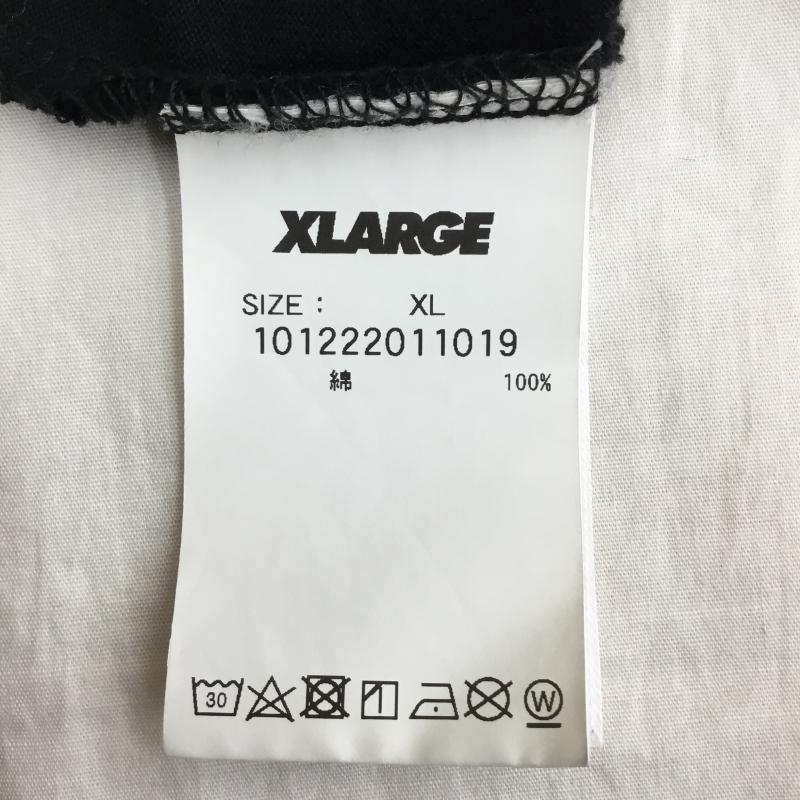 XLARGE
SIZE : XL
101222011019
綿 100%
30 W